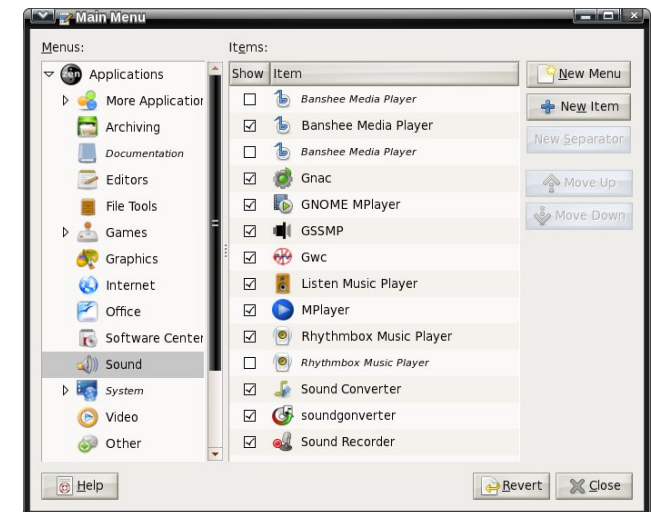 Main Menu
Menus:
Items:
zen Applications
More Application
Archiving
Documentation
Editors
File Tools
Games
Graphics
Internet
Office
Software Center
Sound
System
Video
Other
Show Item
Banshee Media Player
Banshee Media Player
Banshee Media Player
Gnac
GNOME MPlayer
GSSMP
Gwc
Listen Music Player
MPlayer
Rhythmbox Music Player
Rhythmbox Music Player
Sound Converter
soundgonverter
Sound Recorder
New Menu
New Item
New Separator
Move Up
Move Down
Help
Revert
Close